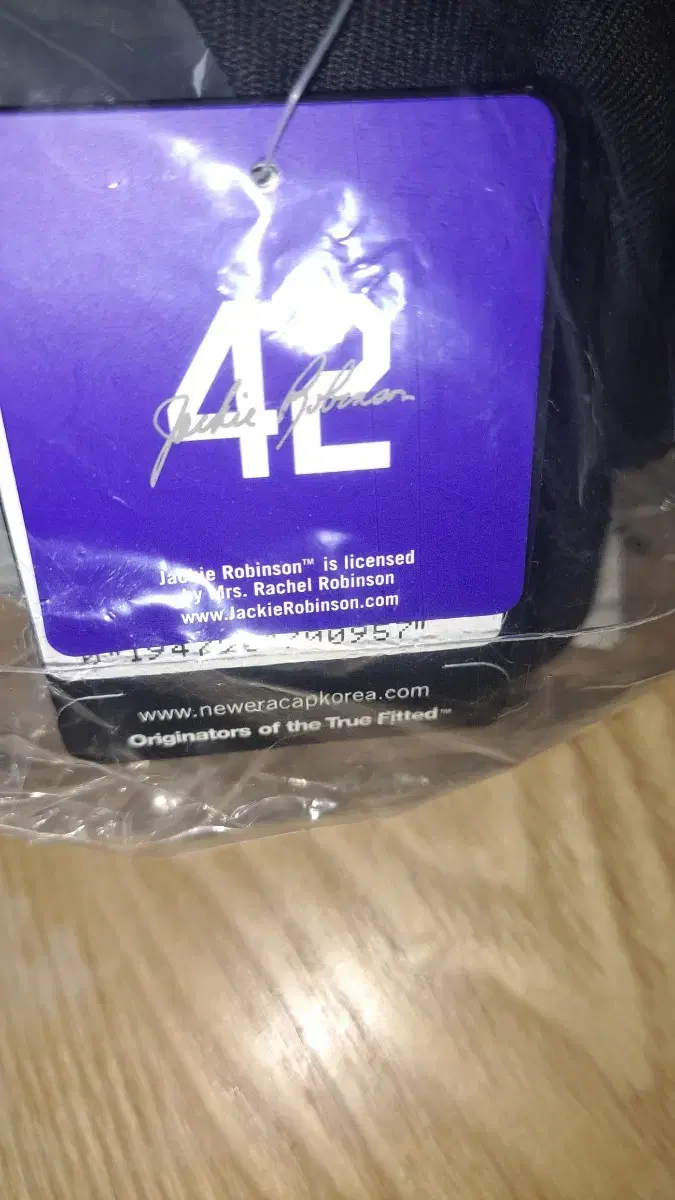 42
Jackie Robinson
Jackie Robinson™ is licensed
by Mrs. Rachel Robinson
www.JackieRobinson.com
www.neweracapkorea.com
Originators of the True Fitted™